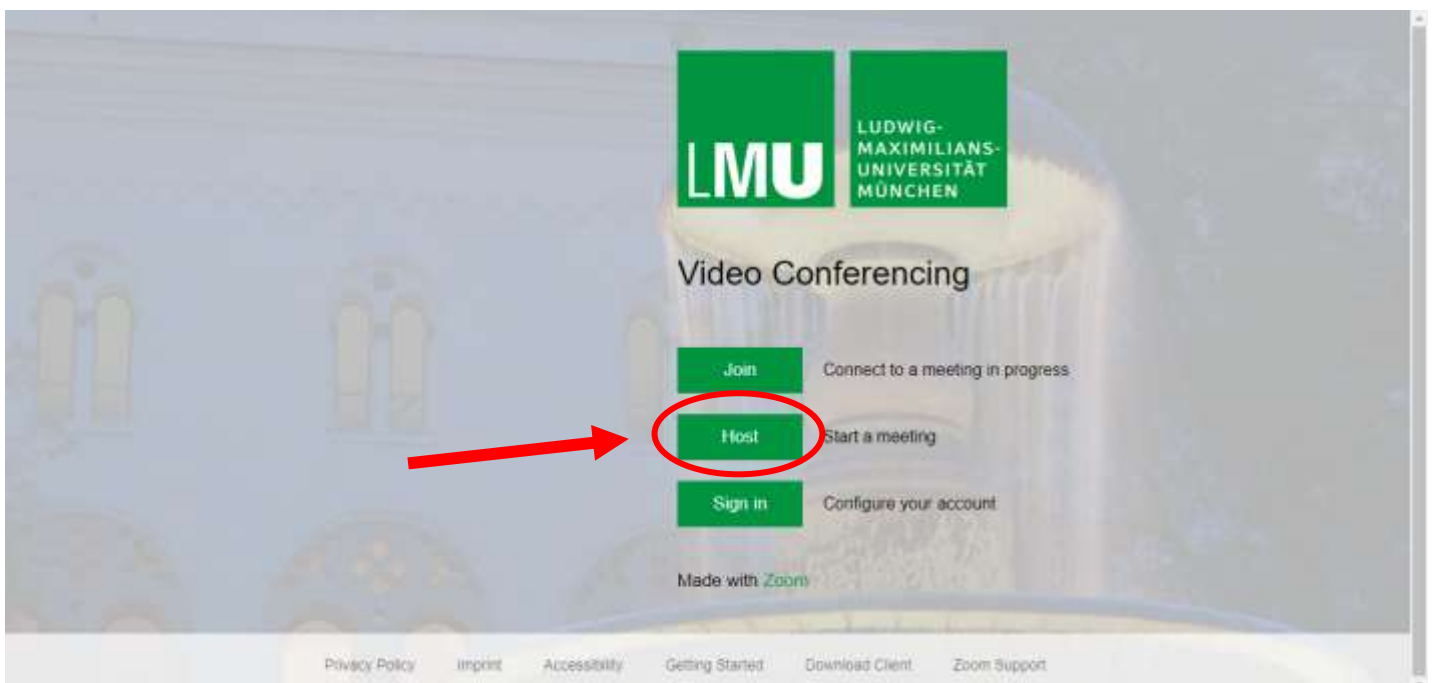 LMU
LUDWIG-
MAXIMILIANS-
UNIVERSITÄT
MÜNCHEN
Video Conferencing
Join Connect to a meeting in progress
Host Start a meeting
Sign in Configure your account
Made with Zoom
Privacy Policy Imprint Accessibility Getting Started Download Client Zoom Support